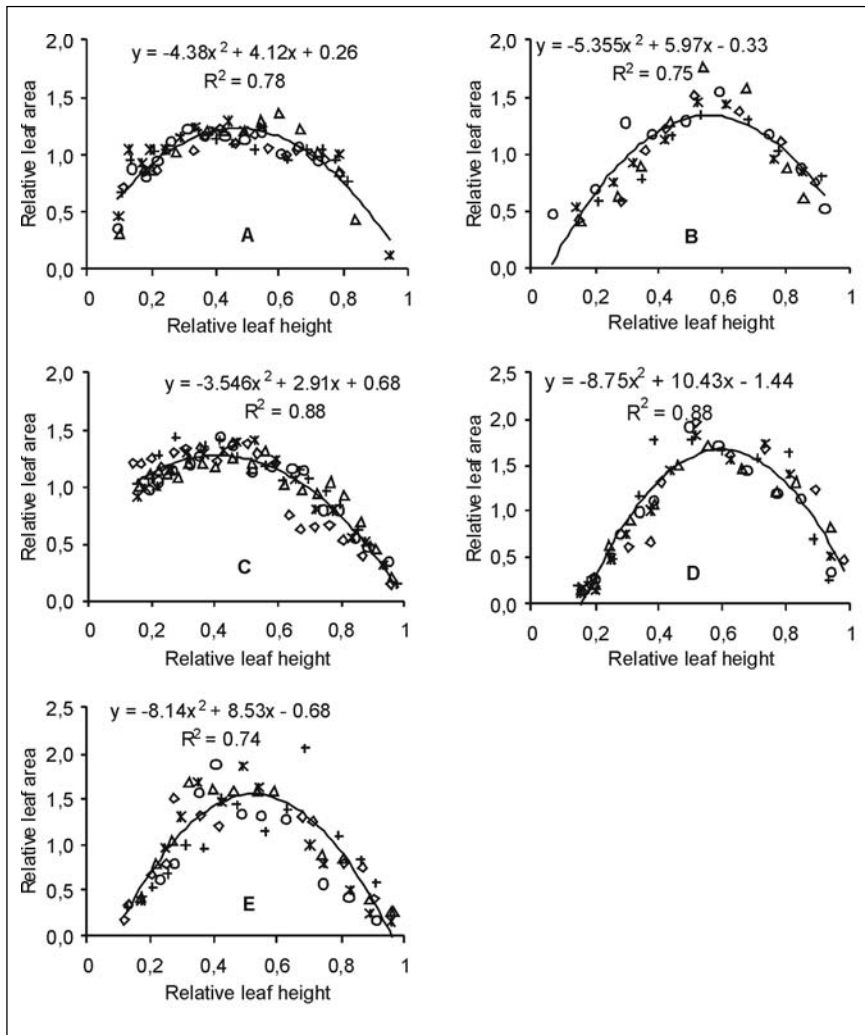 y = -4.38x² + 4.12x + 0.26
R² = 0.78
Relative leaf area
2,0
1,5
1,0
0,5
0,0
A
0 0,2 0,4 0,6 0,8 1
Relative leaf height
y = -5.355x² + 5.97x - 0.33
R² = 0.75
Relative leaf area
2,0
1,5
1,0
0,5
0,0
B
0 0,2 0,4 0,6 0,8 1
Relative leaf height
y = -3.546x² + 2.91x + 0.68
R² = 0.88
Relative leaf area
2,0
1,5
1,0
0,5
0,0
C
0 0,2 0,4 0,6 0,8 1
Relative leaf height
y = -8.75x² + 10.43x - 1.44
R² = 0.88
Relative leaf area
2,5
2,0
1,5
1,0
0,5
0,0
D
0 0,2 0,4 0,6 0,8 1
Relative leaf height
y = -8.14x² + 8.53x - 0.68
R² = 0.74
Relative leaf area
2,5
2,0
1,5
1,0
0,5
0,0
E
0 0,2 0,4 0,6 0,8 1
Relative leaf height